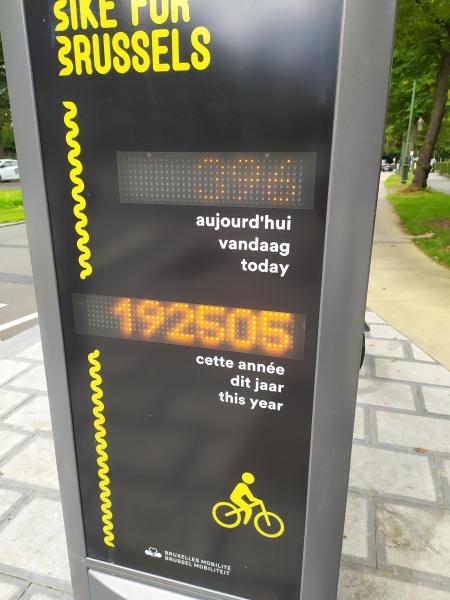 BIKE FOR
BRUSSELS
396
aujourd'hui
vandaag
today
192505
cette année
dit jaar
this year
BRUXELLES MOBILITÉ
BRUSSEL MOBILITEIT